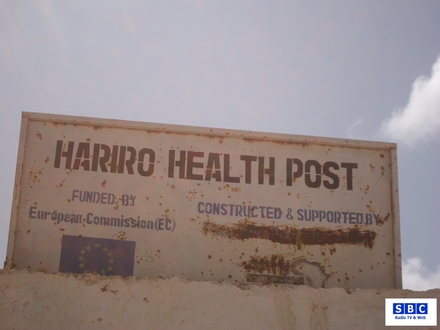 HARIRO HEALTH POST
FUNDED BY
European Commission (EC)
CONSTRUCTED & SUPPORTED BY
SBC
Radio TV & Web